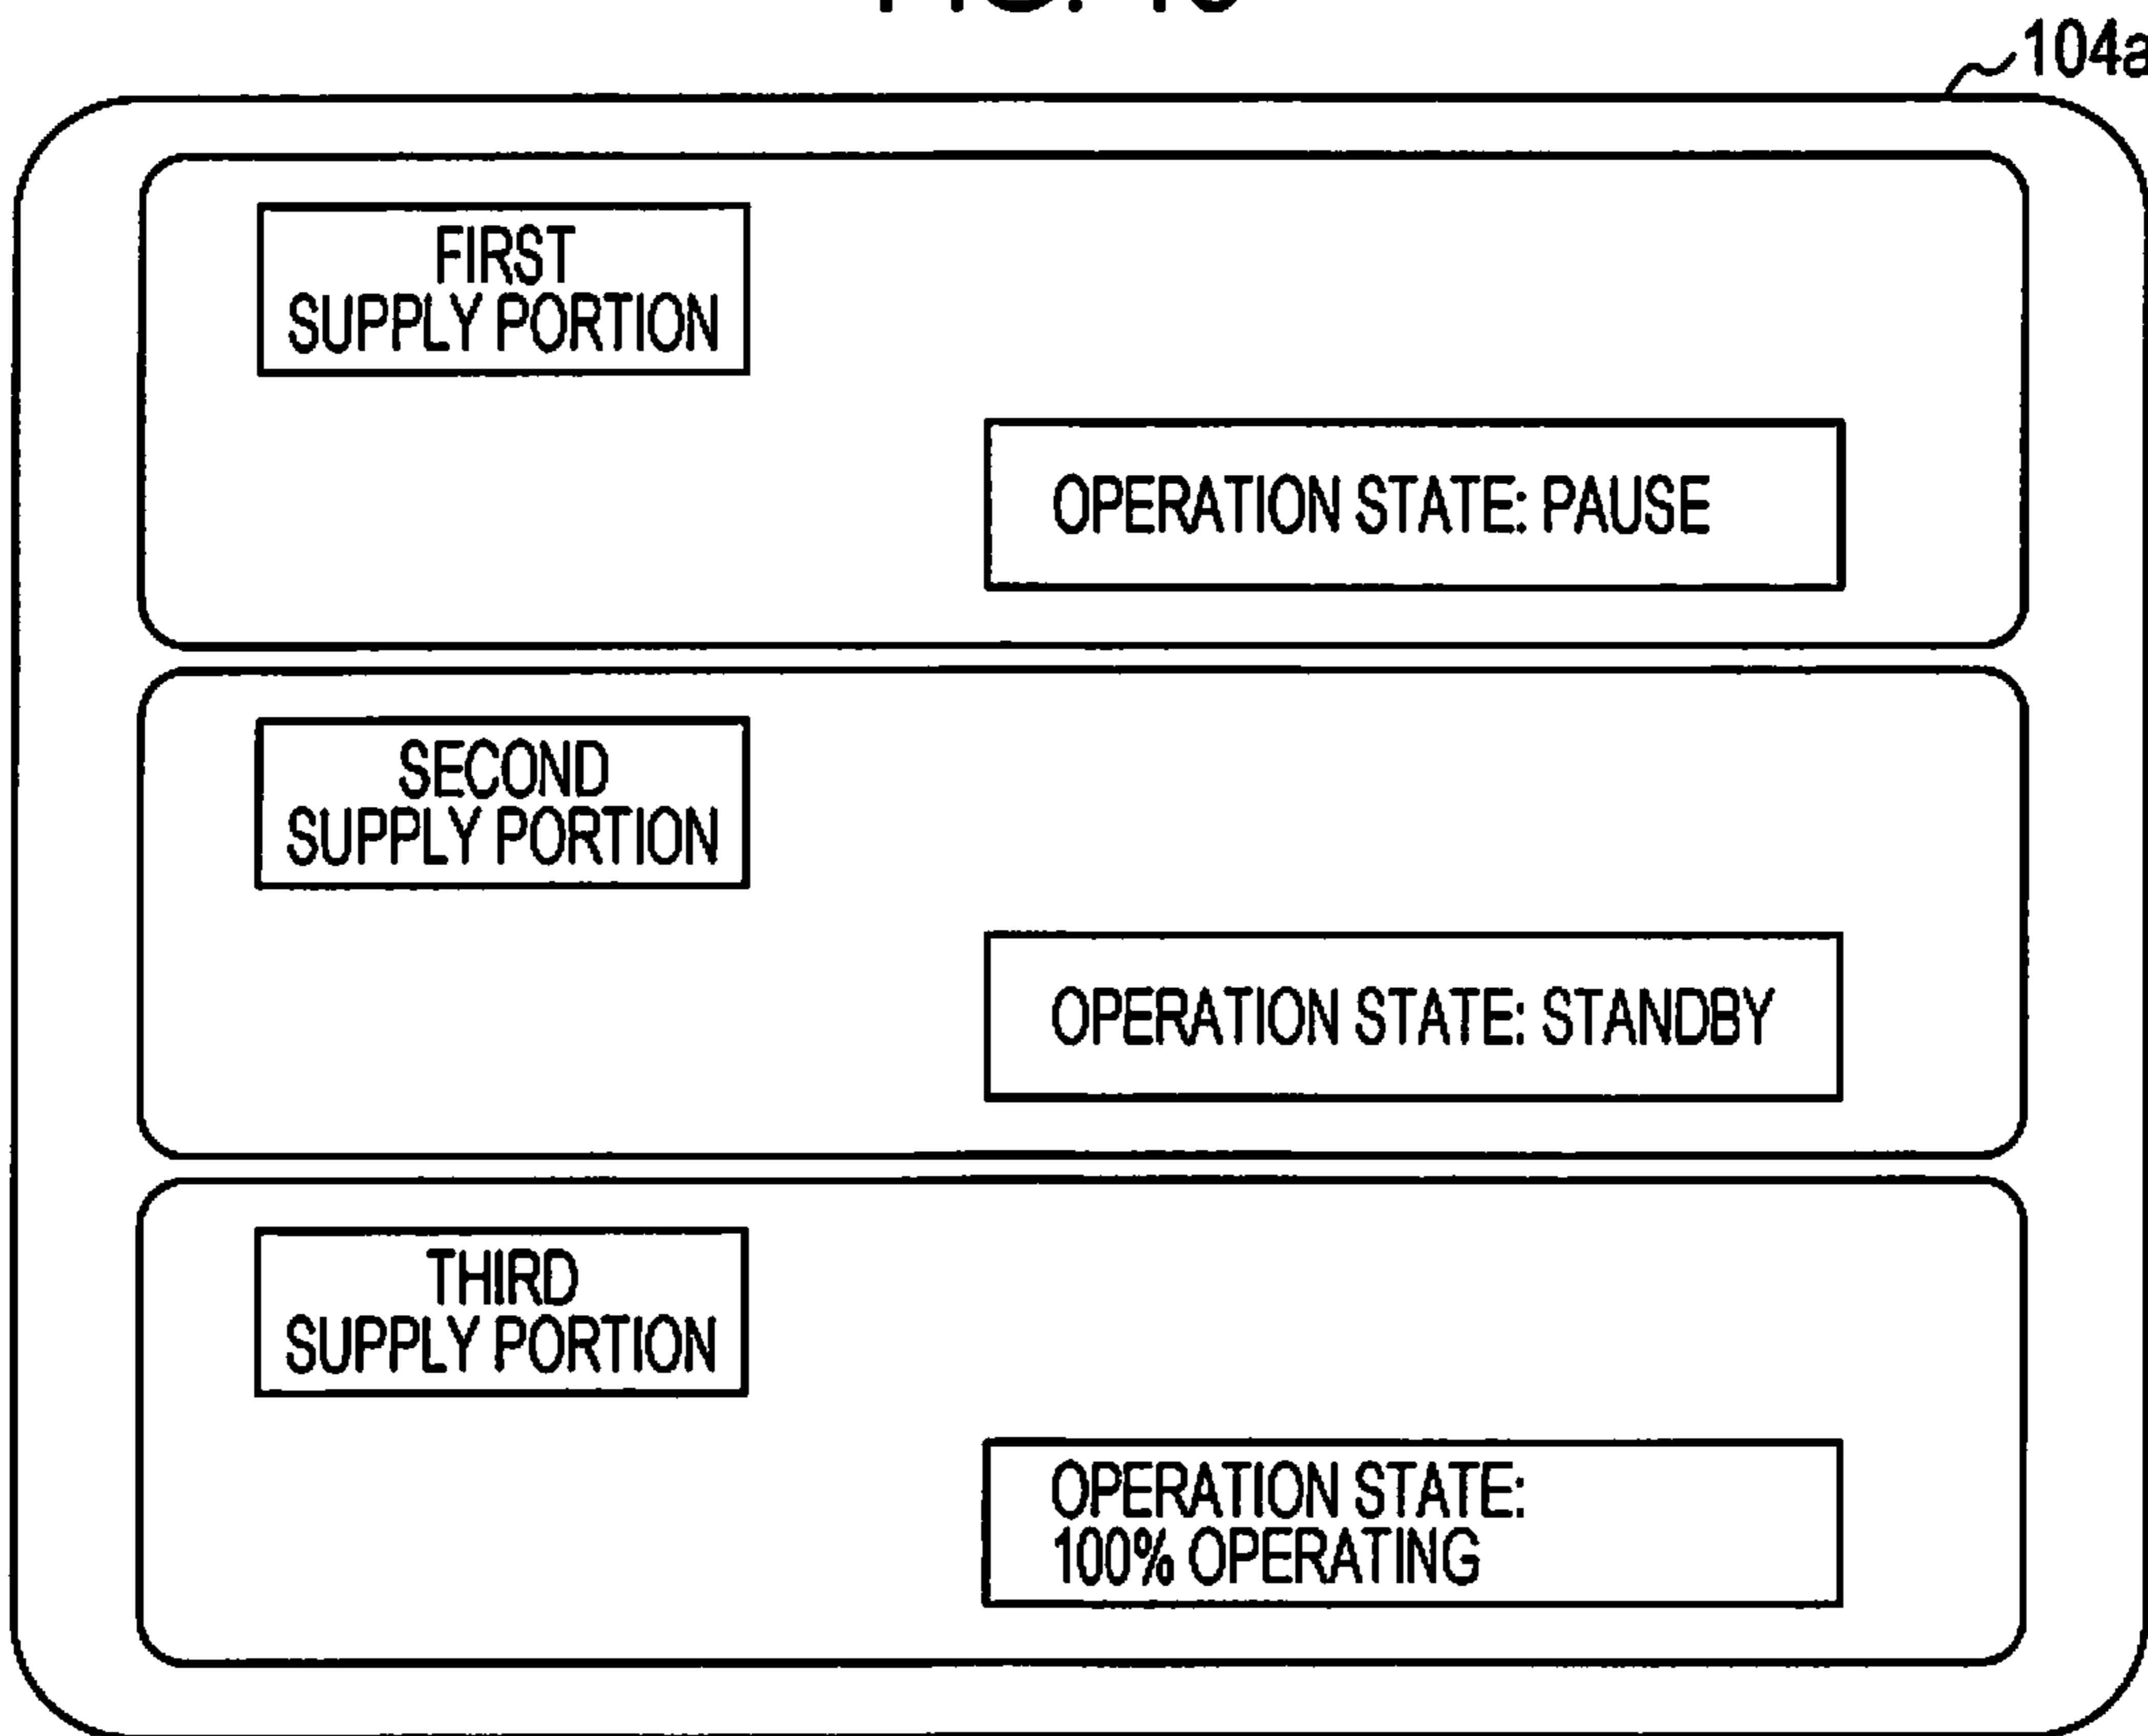 104a
FIRST
SUPPLY PORTION
OPERATION STATE: PAUSE
SECOND
SUPPLY PORTION
OPERATION STATE: STANDBY
THIRD
SUPPLY PORTION
OPERATION STATE:
100% OPERATING